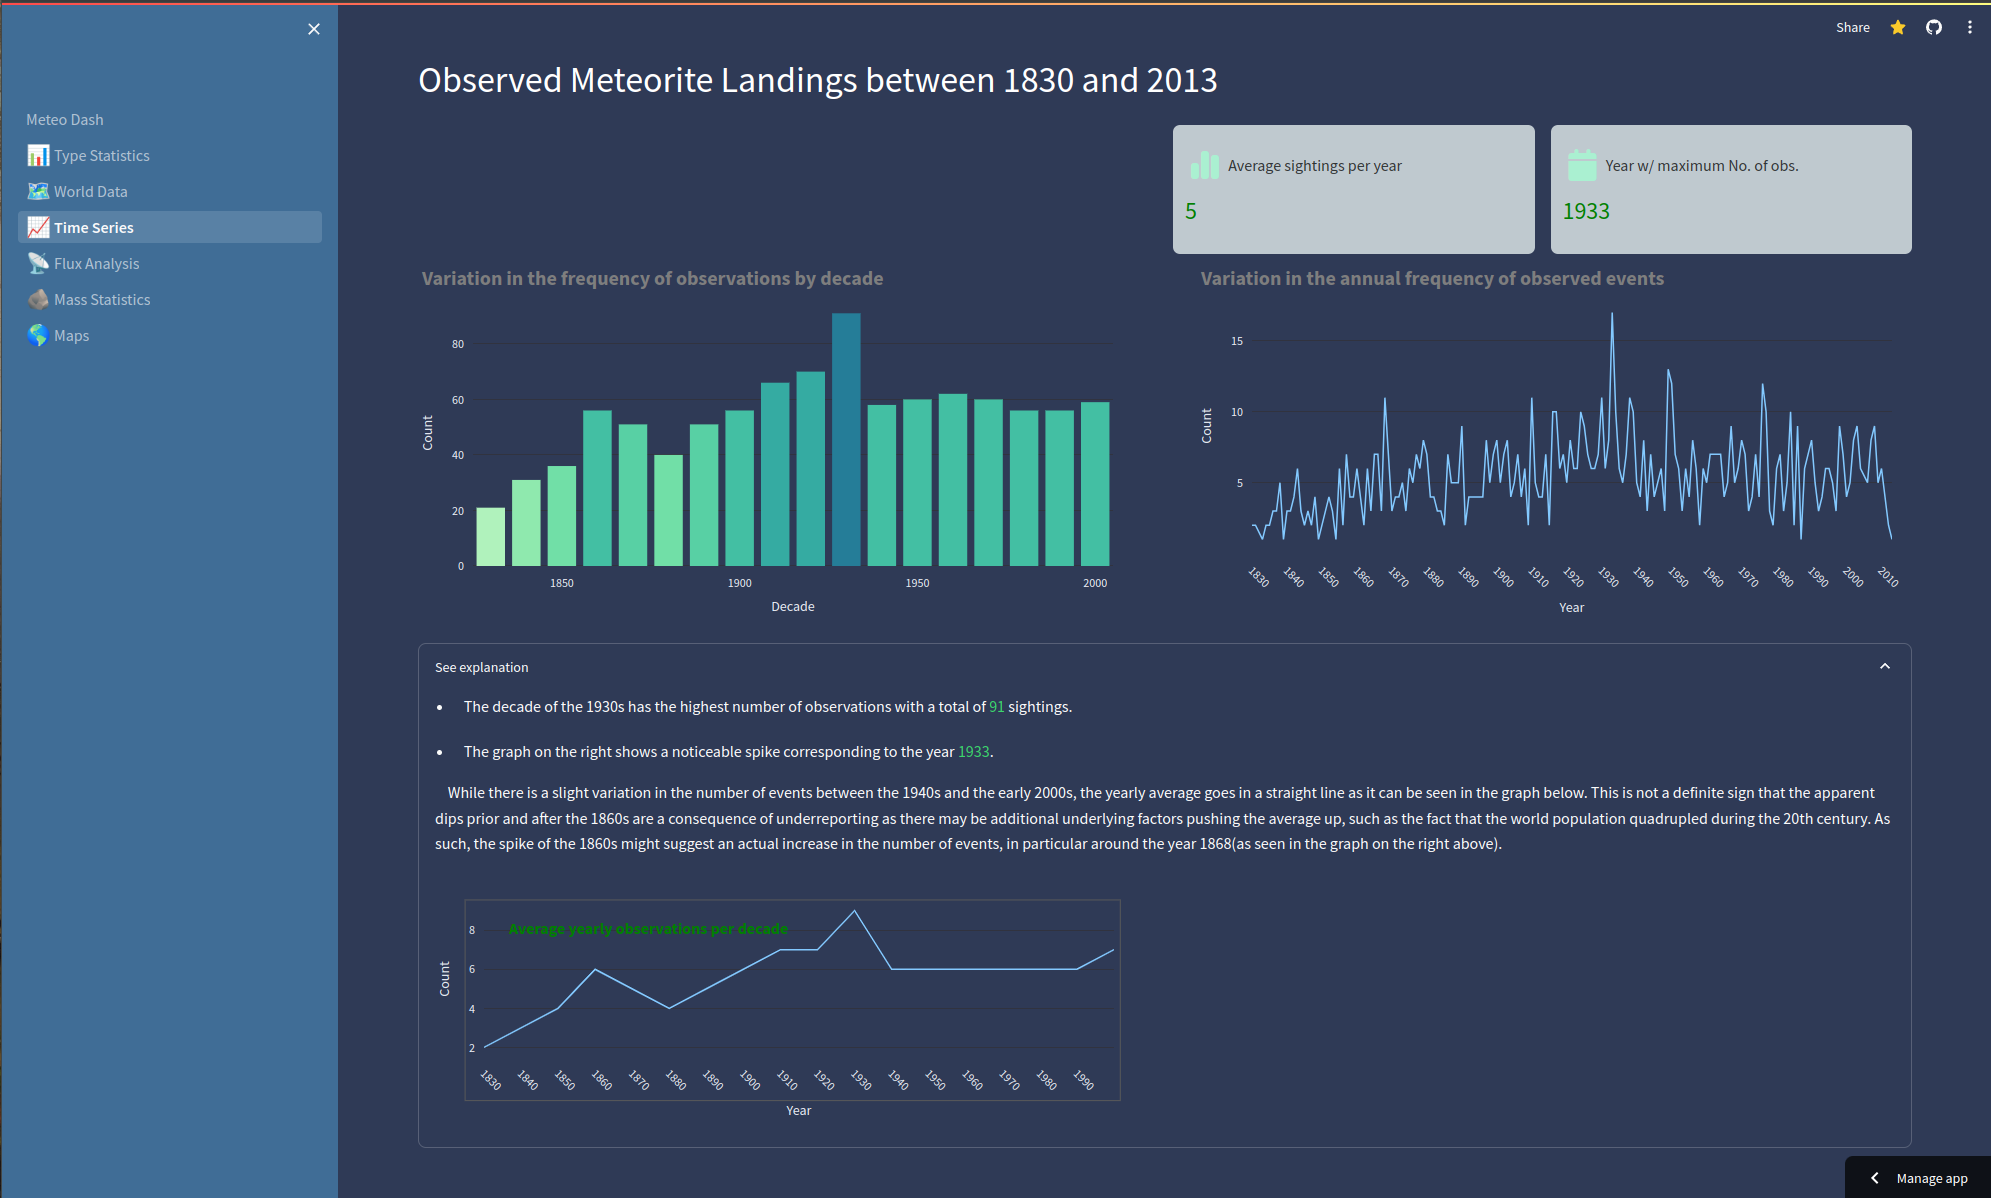 Share
Meteo Dash
Type Statistics
World Data
Time Series
Flux Analysis
Mass Statistics
Maps
Observed Meteorite Landings between 1830 and 2013
Average sightings per year
5
Year w/ maximum No. of obs.
1933
Variation in the frequency of observations by decade
80
60
40
20
0
Count
1850 1900 1950 2000
Decade
Variation in the annual frequency of observed events
15
10
5
Count
1830 1840 1850 1860 1870 1880 1890 1900 1910 1920 1930 1940 1950 1960 1970 1980 1990 2000 2010
Year
See explanation
• The decade of the 1930s has the highest number of observations with a total of 91 sightings.
• The graph on the right shows a noticeable spike corresponding to the year 1933.
While there is a slight variation in the number of events between the 1940s and the early 2000s, the yearly average goes in a straight line as it can be seen in the graph below. This is not a definite sign that the apparent
dips prior and after the 1860s are a consequence of underreporting as there may be additional underlying factors pushing the average up, such as the fact that the world population quadrupled during the 20th century. As
such, the spike of the 1860s might suggest an actual increase in the number of events, in particular around the year 1868(as seen in the graph on the right above).
Average yearly observations per decade
8
6
4
2
Count
1830 1840 1850 1860 1870 1880 1890 1900 1910 1920 1930 1940 1950 1960 1970 1980 1990
Year
Manage app